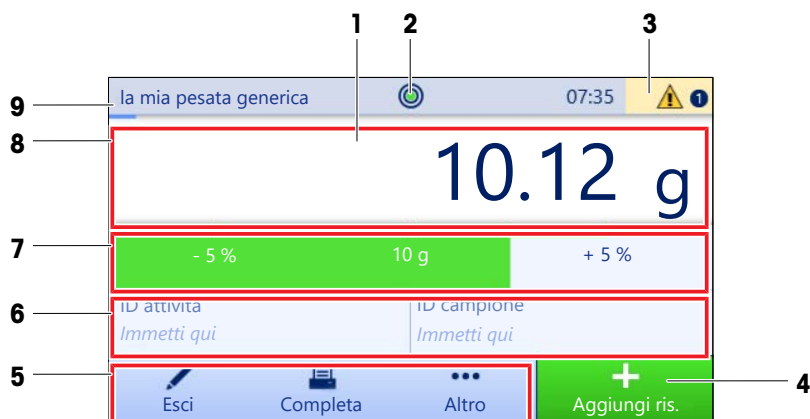 1 2 3
9 la mia pesata generica 07:35 1
8 10.12 g
7 - 5 % 10 g + 5 %
6 ID attività ID campione
Immetti qui Immetti qui
5 Esci Completa Altro Aggiungi ris. 4